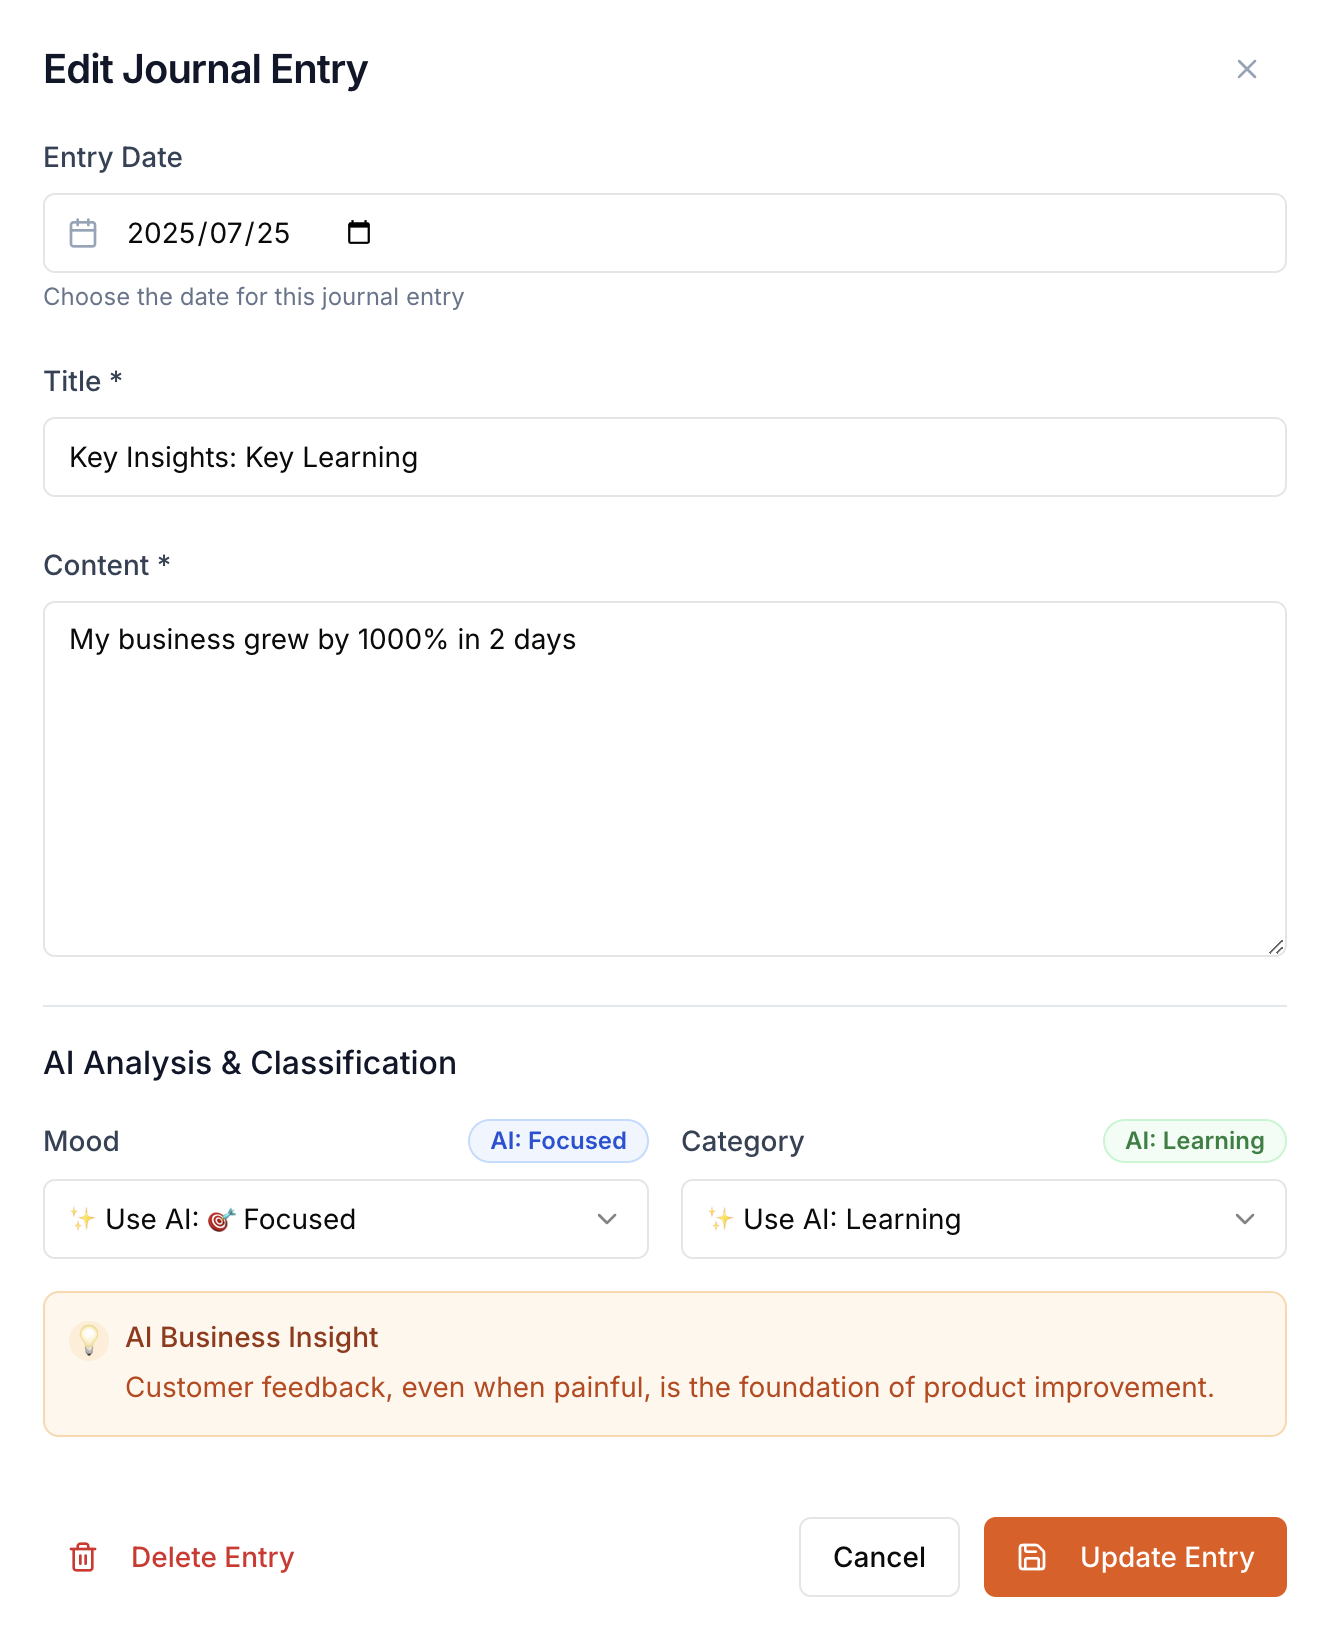 Edit Journal Entry
Entry Date
2025/07/25
Choose the date for this journal entry
Title *
Key Insights: Key Learning
Content *
My business grew by 1000% in 2 days
AI Analysis & Classification
Mood
AI: Focused
Category
AI: Learning
✨ Use AI: 🎯 Focused
✨ Use AI: Learning
AI Business Insight
Customer feedback, even when painful, is the foundation of product improvement.
Delete Entry
Cancel
Update Entry